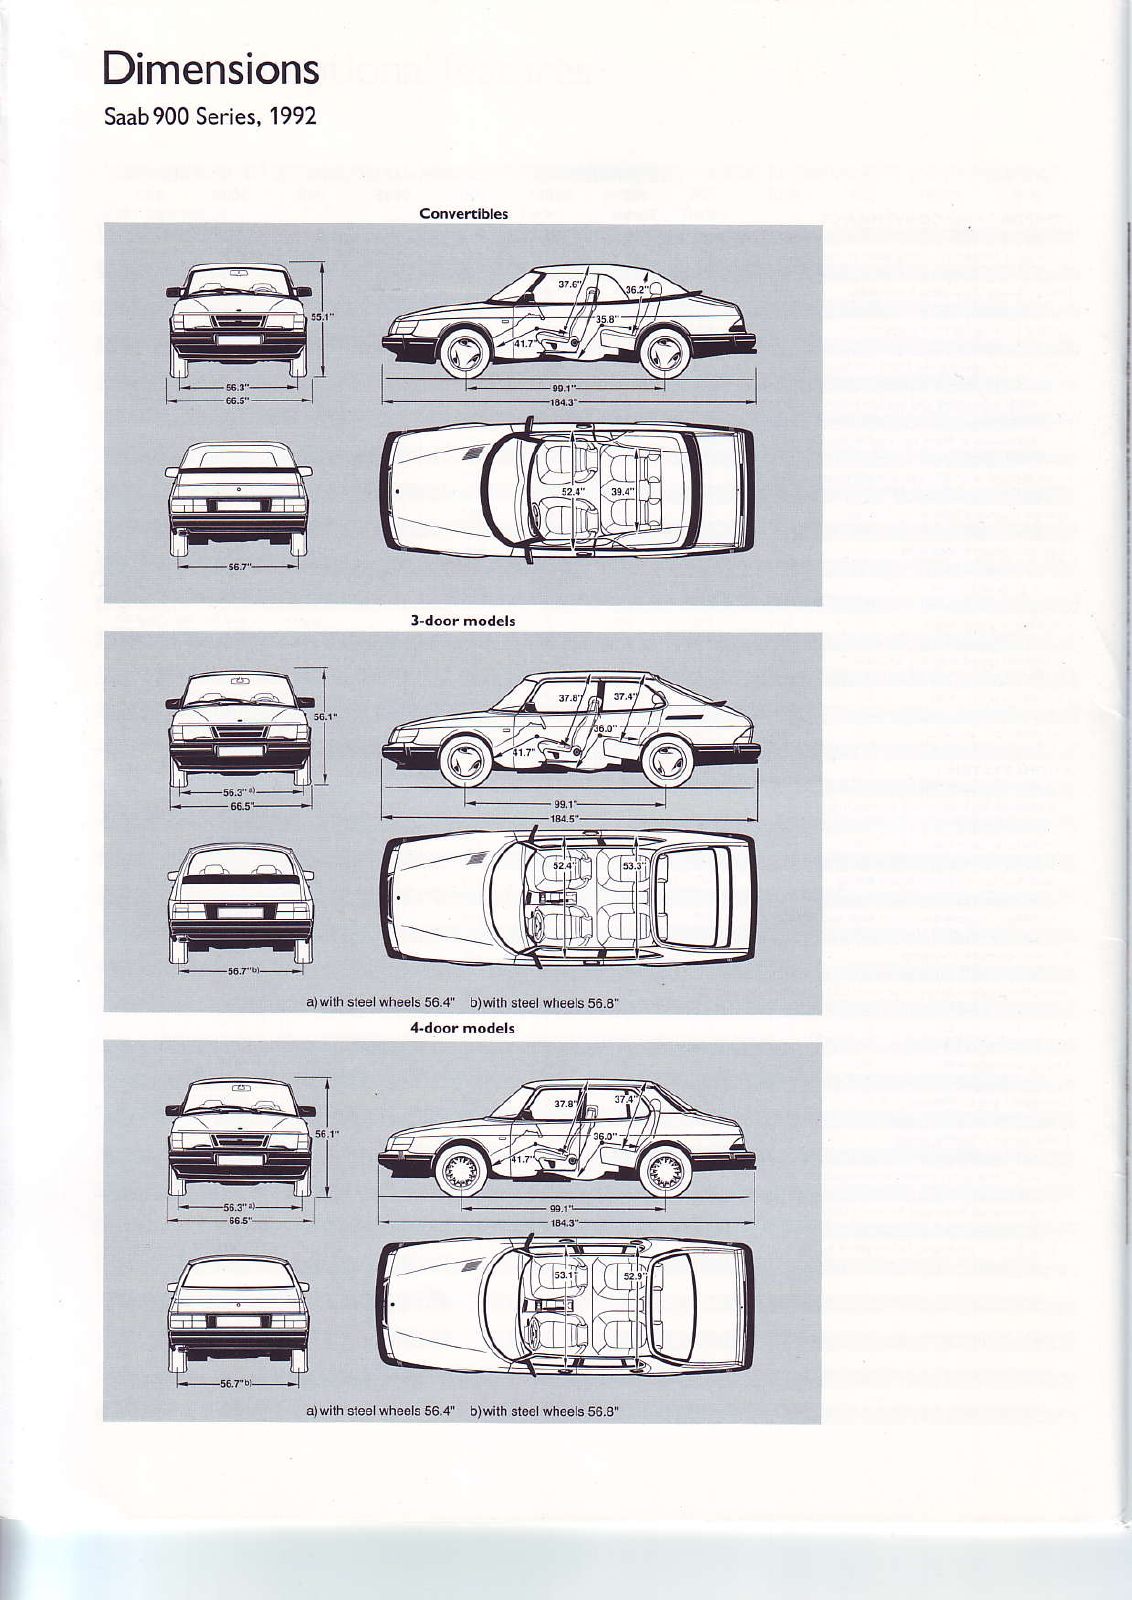 Dimensions
Saab 900 Series, 1992
Convertibles
55.1"
56.3"
66.5"
37.6"
36.2"
35.8"
41.7"
99.1"
184.3"
56.7"
52.4"
39.4"
3-door models
56.1"
56.3" a)
66.5"
37.8"
37.4"
36.0"
41.7"
99.1"
184.5"
56.7" b)
52.4"
53.3"
a) with steel wheels 56.4" b) with steel wheels 56.8"
4-door models
56.1"
56.3" a)
66.5"
37.8"
37.4"
36.0"
41.7"
99.1"
184.3"
56.7" b)
53.1"
52.9"
a) with steel wheels 56.4" b) with steel wheels 56.8"